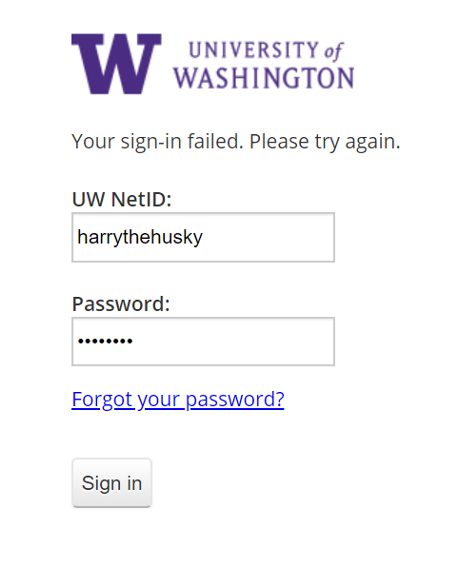 W UNIVERSITY of
WASHINGTON
Your sign-in failed. Please try again.
UW NetID:
harrythehusky
Password:
••••••••
Forgot your password?
Sign in